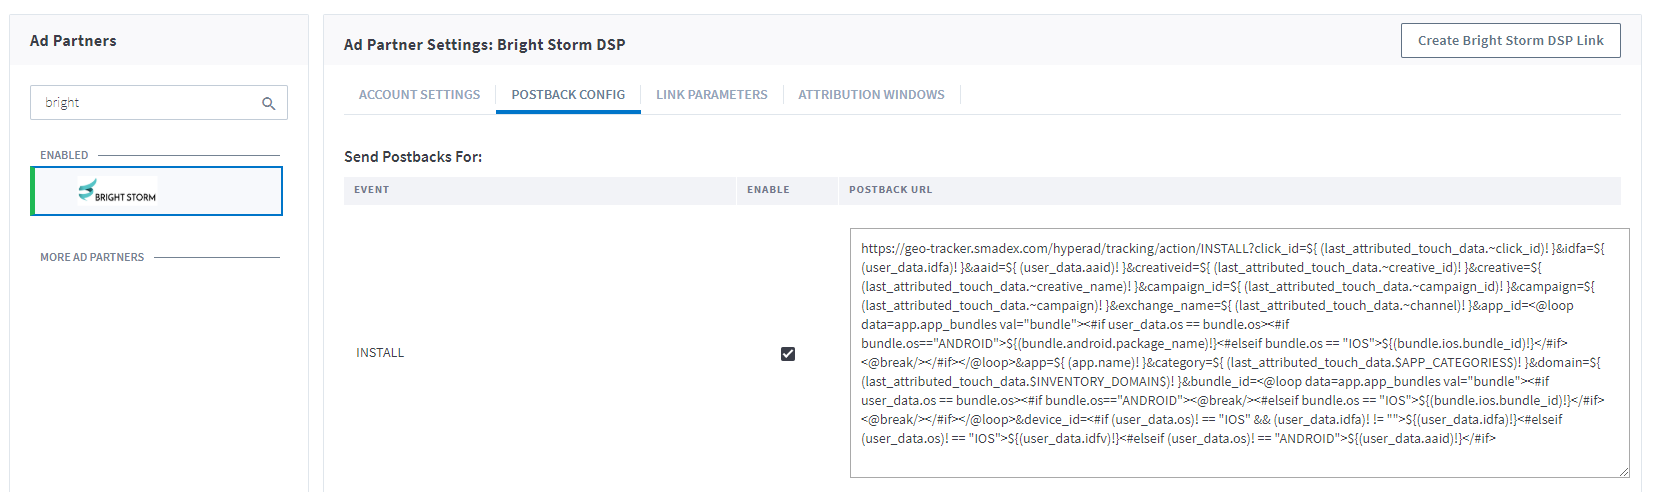 Ad Partners
bright
ENABLED
BRIGHT STORM
MORE AD PARTNERS
Ad Partner Settings: Bright Storm DSP
Create Bright Storm DSP Link
ACCOUNT SETTINGS
POSTBACK CONFIG
LINK PARAMETERS
ATTRIBUTION WINDOWS
Send Postbacks For:
EVENT
ENABLE
POSTBACK URL
INSTALL
https://geo-tracker.smadex.com/hyperad/tracking/action/INSTALL?click_id=${ (last_attributed_touch_data.~click_id)! }&idfa=${
(user_data.idfa)! }&aaid=${ (user_data.aaid)! }&creativeid=${ (last_attributed_touch_data.~creative_id)! }&creative=${
(last_attributed_touch_data.~creative_name)! }&campaign_id=${ (last_attributed_touch_data.~campaign_id)! }&campaign=${
(last_attributed_touch_data.~campaign)! }&exchange_name=${ (last_attributed_touch_data.~channel)! }&app_id=<@loop
data=app.app_bundles val="bundle"><#if user_data.os == bundle.os><#if
bundle.os=="ANDROID">${(bundle.android.package_name)!}<#elseif bundle.os == "IOS">${(bundle.ios.bundle_id)!}</#if>
<@break/></#if></@loop>&app=${ (app.name)! }&category=${ (last_attributed_touch_data.$APP_CATEGORIES$)! }&domain=${
(last_attributed_touch_data.$INVENTORY_DOMAIN$)! }&bundle_id=<@loop data=app.app_bundles val="bundle"><#if
user_data.os == bundle.os><#if bundle.os=="ANDROID"><@break/><#elseif bundle.os == "IOS">${(bundle.ios.bundle_id)!}</#if>
<@break/></#if></@loop>&device_id=<#if (user_data.os)! == "IOS" && (user_data.idfa)! != "">${(user_data.idfa)!}<#elseif
(user_data.os)! == "IOS">${(user_data.idfv)!}<#elseif (user_data.os)! == "ANDROID">${(user_data.aaid)!}</#if>